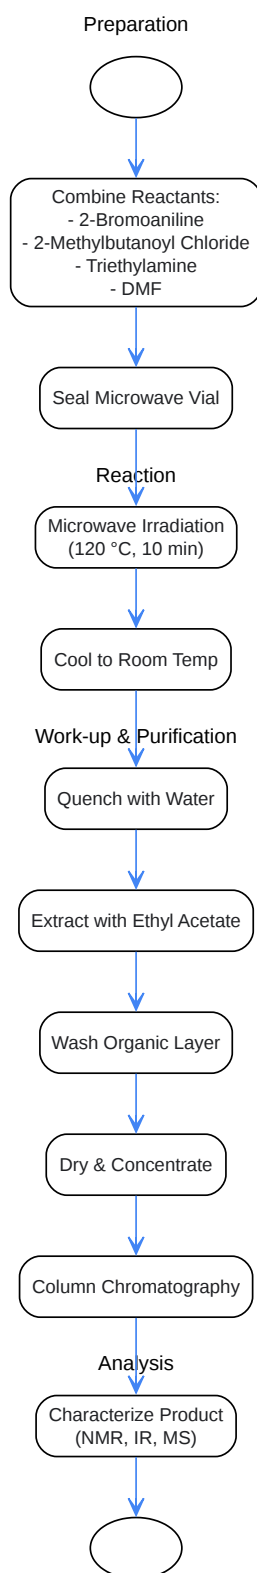 Preparation
Combine Reactants:
- 2-Bromoaniline
- 2-Methylbutanoyl Chloride
- Triethylamine
- DMF
Seal Microwave Vial
Reaction
Microwave Irradiation
(120 °C, 10 min)
Cool to Room Temp
Work-up & Purification
Quench with Water
Extract with Ethyl Acetate
Wash Organic Layer
Dry & Concentrate
Column Chromatography
Analysis
Characterize Product
(NMR, IR, MS)